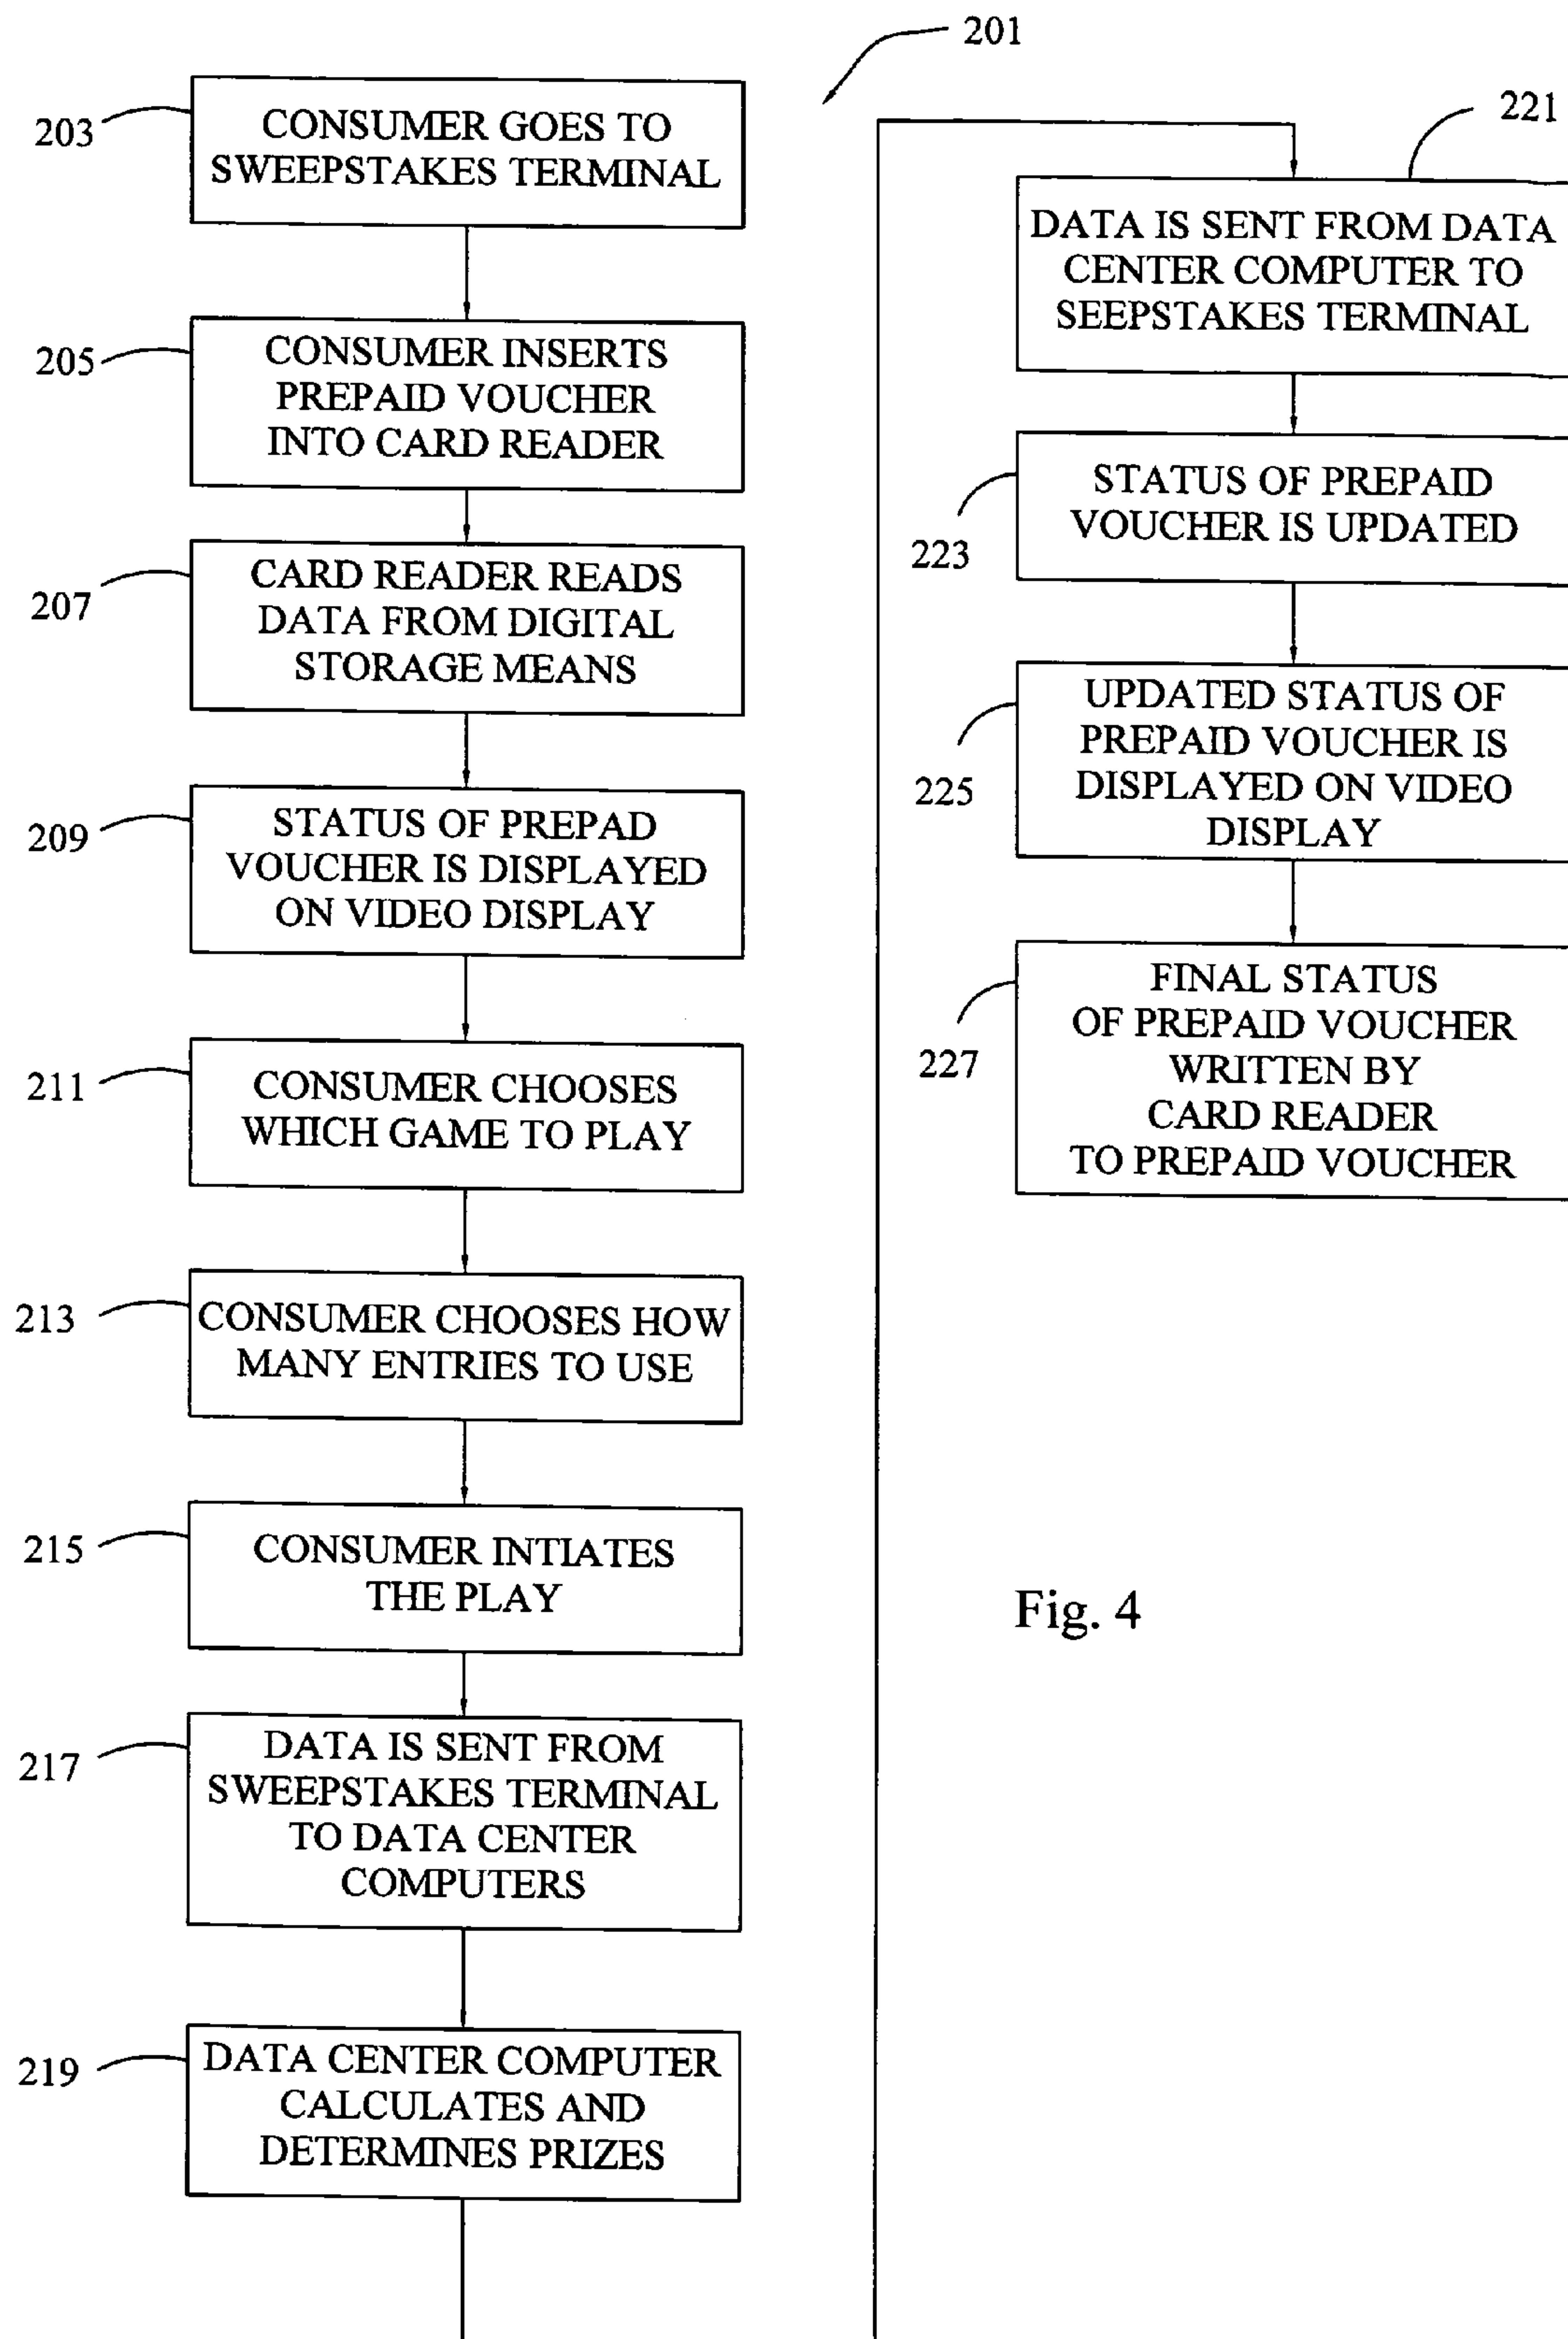 201
203
CONSUMER GOES TO
SWEEPSTAKES TERMINAL
205
CONSUMER INSERTS
PREPAID VOUCHER
INTO CARD READER
207
CARD READER READS
DATA FROM DIGITAL
STORAGE MEANS
209
STATUS OF PREPAD
VOUCHER IS DISPLAYED
ON VIDEO DISPLAY
211
CONSUMER CHOOSES
WHICH GAME TO PLAY
213
CONSUMER CHOOSES HOW
MANY ENTRIES TO USE
215
CONSUMER INTIATES
THE PLAY
217
DATA IS SENT FROM
SWEEPSTAKES TERMINAL
TO DATA CENTER
COMPUTERS
219
DATA CENTER COMPUTER
CALCULATES AND
DETERMINES PRIZES
221
DATA IS SENT FROM DATA
CENTER COMPUTER TO
SEEPSTAKES TERMINAL
223
STATUS OF PREPAID
VOUCHER IS UPDATED
225
UPDATED STATUS OF
PREPAID VOUCHER IS
DISPLAYED ON VIDEO
DISPLAY
227
FINAL STATUS
OF PREPAID VOUCHER
WRITTEN BY
CARD READER
TO PREPAID VOUCHER
Fig. 4